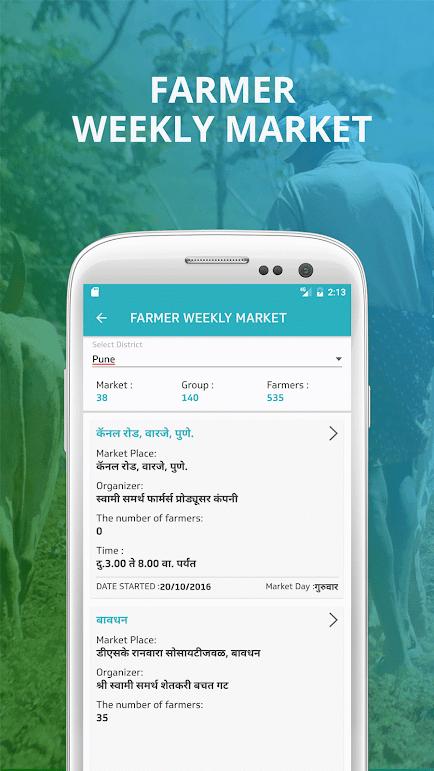 FARMER
WEEKLY MARKET
4G 2:13
FARMER WEEKLY MARKET
Select District
Pune
Market : Group : Farmers :
38 140 535
कॅनल रोड, वारजे, पुणे.
Market Place:
कॅनल रोड, वारजे, पुणे.
Organizer:
स्वामी समर्थ फार्मर्स प्रोड्यूसर कंपनी
The number of farmers:
0
Time :
दु.3.00 ते 8.00 वा. पर्यंत
DATE STARTED :20/10/2016 Market Day :गुरुवार
बावधन
Market Place:
डीएसके रानवारा सोसायटीजवळ, बावधन
Organizer:
श्री स्वामी समर्थ शेतकरी बचत गट
The number of farmers:
35